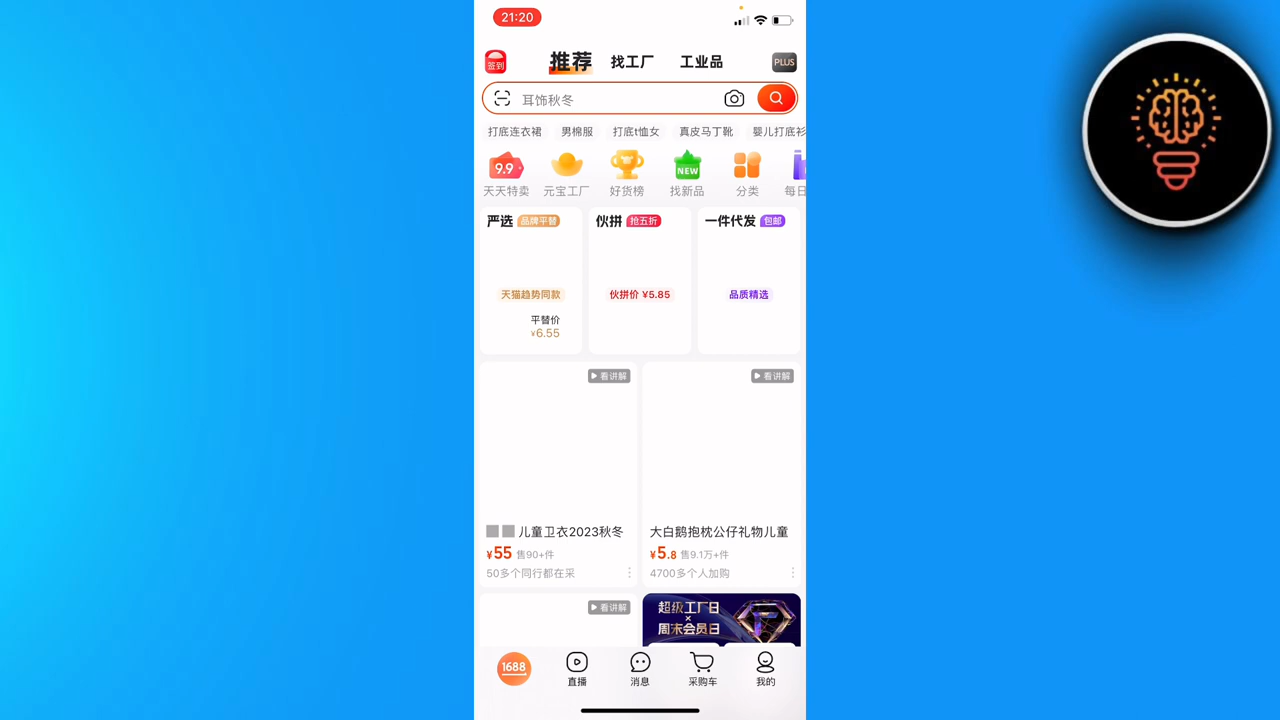 21:20
签到 推荐 找工厂 工业品 PLUS
耳饰秋冬
打底连衣裙 男棉服 打底t恤女 真皮马丁靴 婴儿打底衫
9.9 NEW
天天特卖 元宝工厂 好货榜 找新品 分类 每日
严选 品牌平替 伙拼 抢五折 一件代发 包邮
天猫趋势同款 伙拼价 ¥5.85 品质精选
平替价
¥6.55
看讲解 看讲解
儿童卫衣2023秋冬 大白鹅抱枕公仔礼物儿童
¥55 售90+件 ¥5.8 售9.1万+件
50多个同行都在采 4700多个人加购
看讲解 超级工厂日
×
周末会员日
1688 直播 消息 采购车 我的